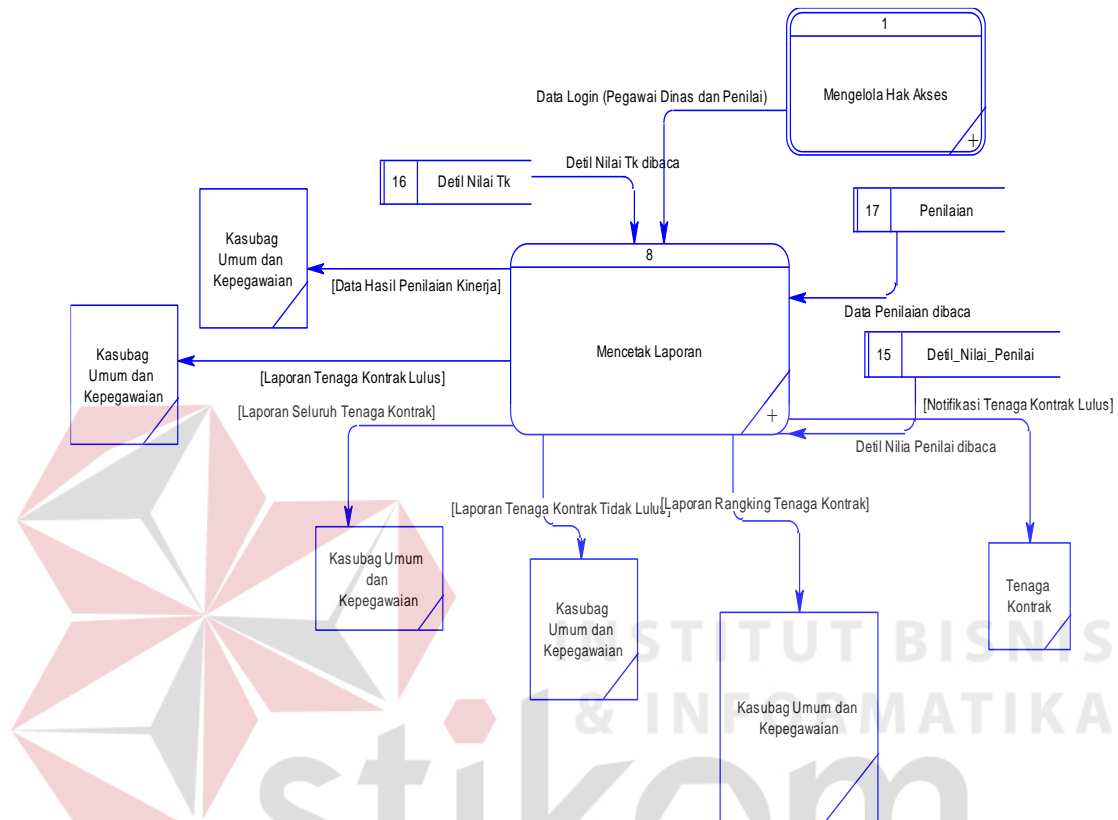 1
Mengelola Hak Akses
Data Login (Pegawai Dinas dan Penilai)
Detil Nilai Tk dibaca
16 Detil Nilai Tk
17 Penilaian
Kasubag
Umum dan
Kepegawaian
8
[Data Hasil Penilaian Kinerja]
Data Penilaian dibaca
Kasubag
Umum dan
Kepegawaian
Mencetak Laporan
15 Detil_Nilai_Penilai
[Laporan Tenaga Kontrak Lulus]
[Laporan Seluruh Tenaga Kontrak]
[Notifikasi Tenaga Kontrak Lulus]
Detil Nilia Penilai dibaca
[Laporan Tenaga Kontrak Tidak Lulus]
[Laporan Rangking Tenaga Kontrak]
Kasubag Umum
dan
Kepegawaian
Kasubag
Umum dan
Kepegawaian
Tenaga
Kontrak
Kasubag Umum dan
Kepegawaian
INSTITUT BISNIS
& INFORMATIKA
stikom